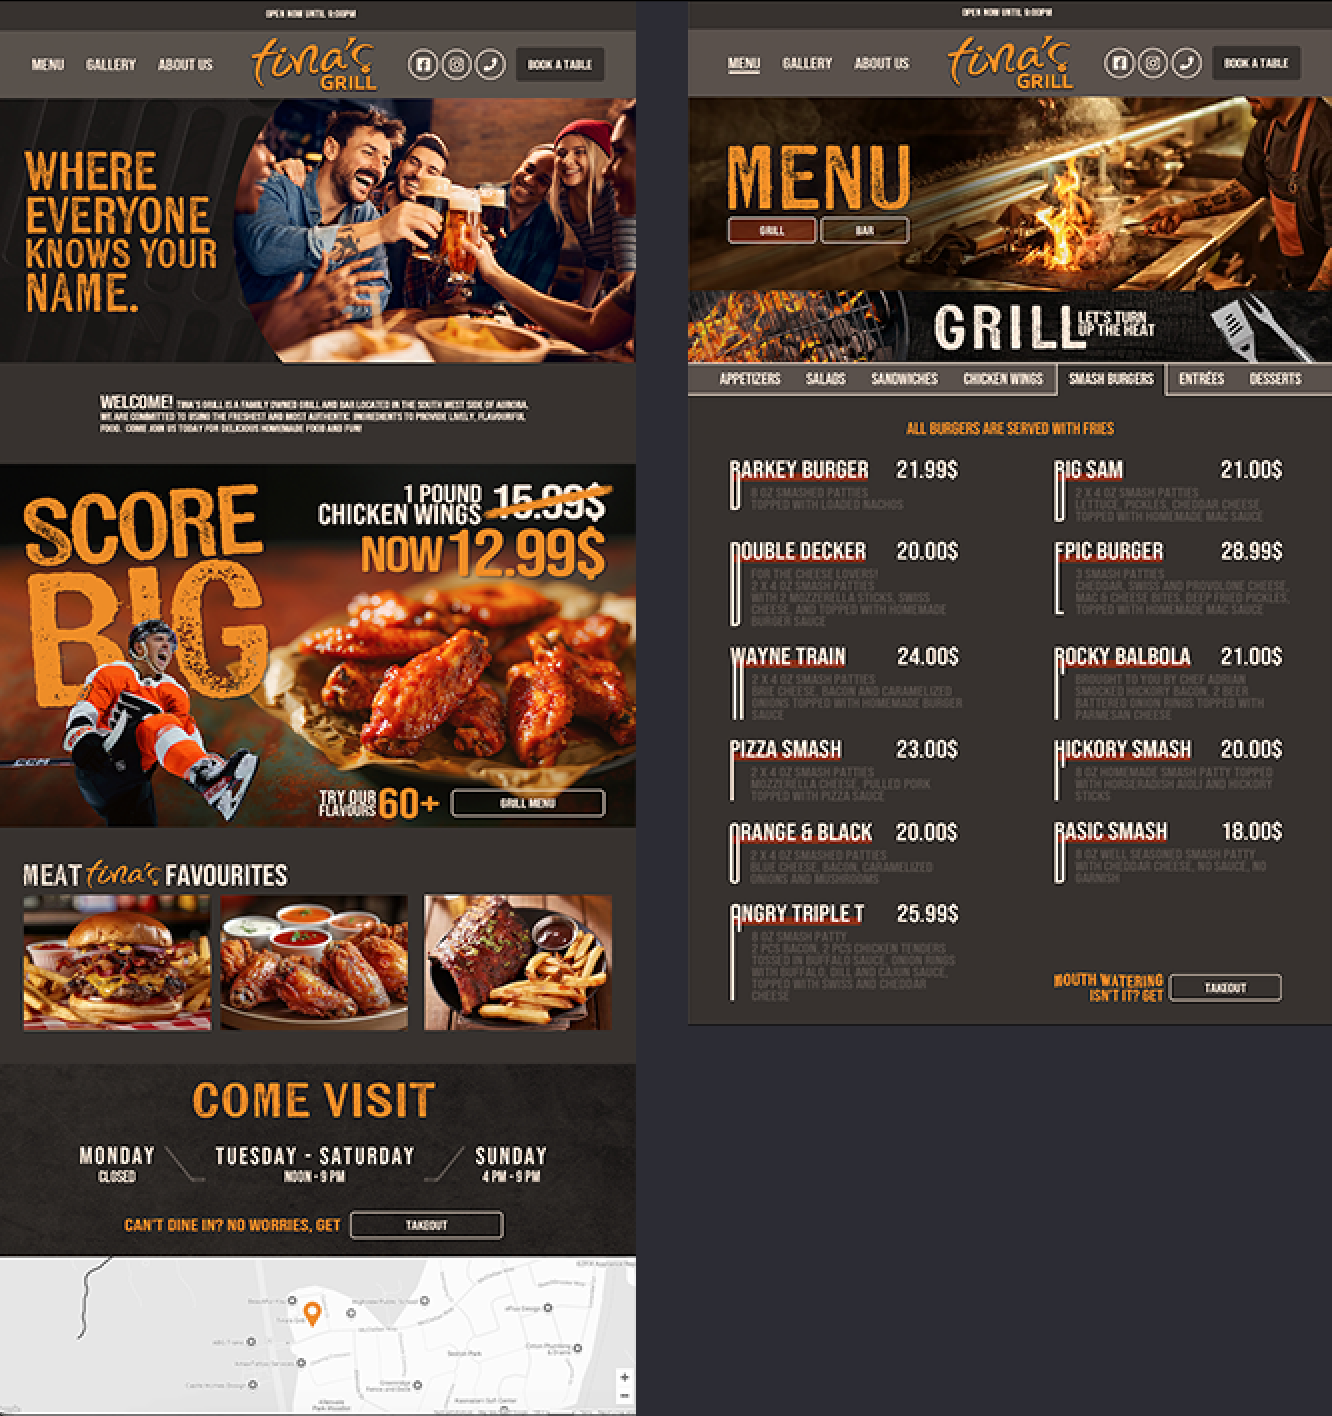 OPEN NOW UNTIL 9:00PM
MENU GALLERY ABOUT US
tina's
GRILL
BOOK A TABLE
WHERE
EVERYONE
KNOWS YOUR
NAME.
WELCOME! TINA'S GRILL IS A FAMILY OWNED GRILL AND BAR LOCATED IN THE SOUTH WEST SIDE OF AURORA,
WE ARE COMMITTED TO USING THE FRESHEST AND MOST AUTHENTIC INGREDIENTS TO PROVIDE LIVELY, FLAVOURFUL
FOOD. COME JOIN US TODAY FOR DELICIOUS HOMEMADE FOOD AND FUN!
SCORE
BIG
1 POUND
CHICKEN WINGS
15.99$
NOW 12.99$
CCM
TRY OUR
FLAVOURS
60+
GRILL MENU
MEAT tina's FAVOURITES
COME VISIT
MONDAY
CLOSED
TUESDAY - SATURDAY
NOON - 9 PM
SUNDAY
4 PM - 9 PM
CAN'T DINE IN? NO WORRIES, GET
TAKEOUT
Tina's Grill
Highview Public School
McClellan Way
Seaton Park
+
−
OPEN NOW UNTIL 9:00PM
MENU GALLERY ABOUT US
tina's
GRILL
BOOK A TABLE
MENU
GRILL BAR
GRILL
LET'S TURN
UP THE HEAT
APPETIZERS SALADS SANDWICHES CHICKEN WINGS SMASH BURGERS ENTRÉES DESSERTS
ALL BURGERS ARE SERVED WITH FRIES
BARKEY BURGER 21.99$
8 OZ SMASHED PATTIES
TOPPED WITH LOADED NACHOS
BIG SAM 21.00$
2 X 4 OZ SMASH PATTIES
LETTUCE, PICKLES, CHEDDAR CHEESE
TOPPED WITH HOMEMADE MAC SAUCE
DOUBLE DECKER 20.00$
FOR THE CHEESE LOVERS!
2 X 4 OZ SMASH PATTIES
WITH 2 MOZZERELLA STICKS, SWISS
CHEESE, AND TOPPED WITH HOMEMADE
BURGER SAUCE
EPIC BURGER 28.99$
3 SMASH PATTIES
CHEDDAR, SWISS AND PROVOLONE CHEESE,
MAC & CHEESE BITES, DEEP FRIED PICKLES,
TOPPED WITH HOMEMADE MAC SAUCE
WAYNE TRAIN 24.00$
2 X 4 OZ SMASH PATTIES
BRIE CHEESE, BACON AND CARAMELIZED
ONIONS TOPPED WITH HOMEMADE BURGER
SAUCE
ROCKY BALBOLA 21.00$
BROUGHT TO YOU BY CHEF ADRIAN
SMOCKED HICKORY BACON, 2 BEER
BATTERED ONION RINGS TOPPED WITH
PARMESAN CHEESE
PIZZA SMASH 23.00$
2 X 4 OZ SMASH PATTIES
MOZZERELLA CHEESE, PULLED PORK
TOPPED WITH PIZZA SAUCE
HICKORY SMASH 20.00$
8 OZ HOMEMADE SMASH PATTY TOPPED
WITH HORSERADISH AIOLI AND HICKORY
STICKS
ORANGE & BLACK 20.00$
2 X 4 OZ SMASHED PATTIES
BLUE CHEESE, BACON, CARAMELIZED
ONIONS AND MUSHROOMS
BASIC SMASH 18.00$
8 OZ WELL SEASONED SMASH PATTY
WITH CHEDDAR CHEESE, NO SAUCE, NO
GARNISH
ANGRY TRIPLE T 25.99$
8 OZ SMASH PATTY
2 PCS BACON, 2 PCS CHICKEN TENDERS
TOSSED IN BUFFALO SAUCE, ONION RINGS
WITH BUFFALO, DILL AND CAJUN SAUCE,
TOPPED WITH SWISS AND CHEDDAR
CHEESE
MOUTH WATERING
ISN'T IT? GET
TAKEOUT